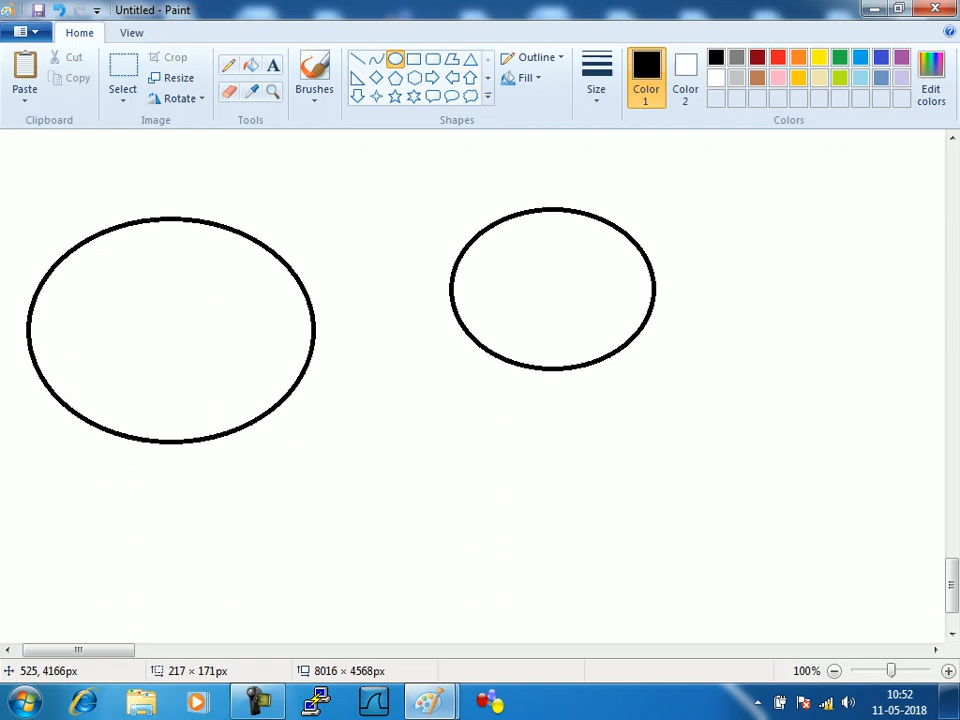 Untitled - Paint
Home View
Paste
Cut
Copy
Clipboard
Select
Crop
Resize
Rotate
Image
A
Tools
Brushes
Outline
Fill
Shapes
Size
Color 1
Color 2
Edit colors
Colors
525, 4166px 217 × 171px 8016 × 4568px 100%
10:52
11-05-2018